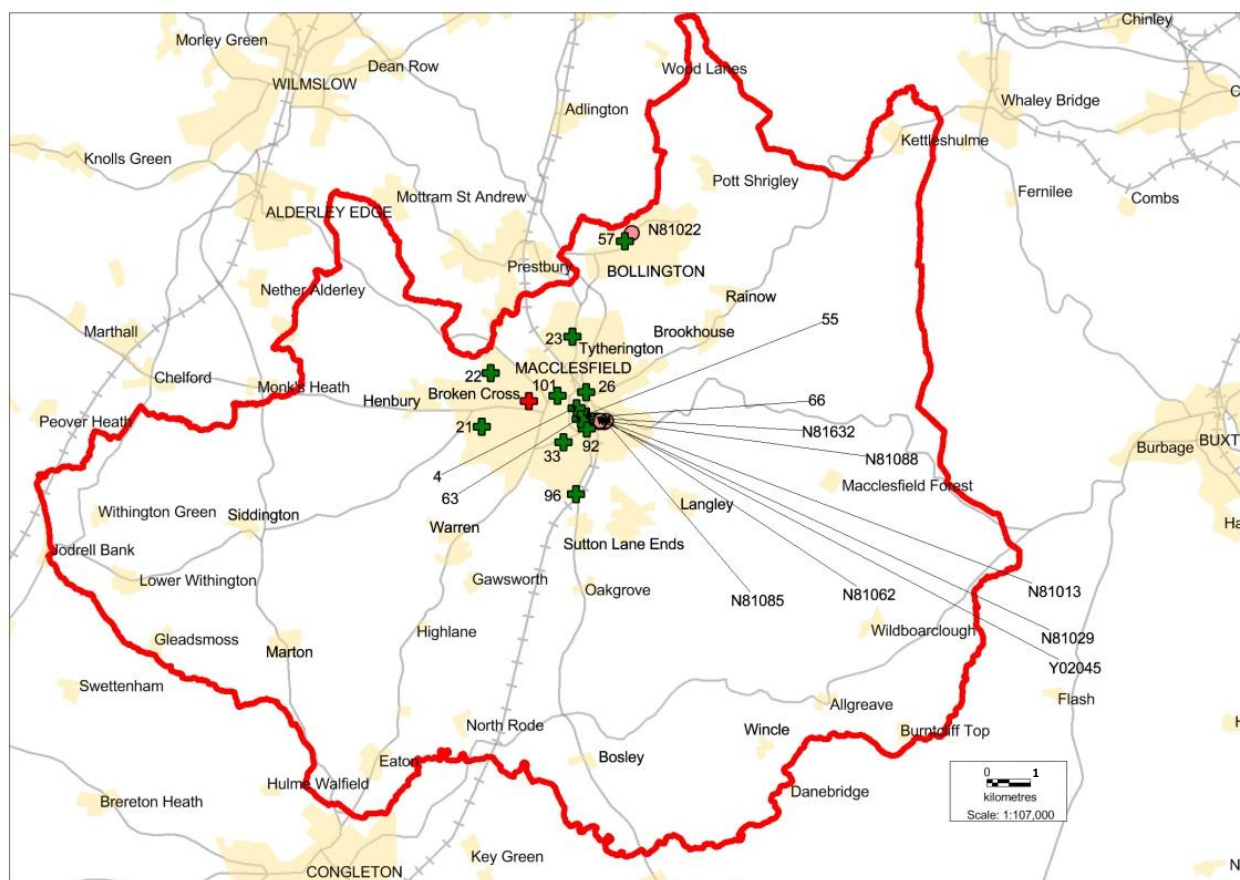 Chinley
Morley Green
Dean Row
Wood Lanes
WILMSLOW
Whaley Bridge
Adlington
Kettleshulme
Knolls Green
Pott Shrigley
Fernilee
Combs
Mottram St Andrew
ALDERLEY EDGE
57
N81022
Prestbury
BOLLINGTON
Nether Alderley
Rainow
55
Marthall
Brookhouse
23
Tytherington
Chelford
22
MACCLESFIELD
Monk's Heath
101
26
Broken Cross
Henbury
66
Peover Heath
21
N81632
92
33
N81088
Burbage
BUXT
4
Macclesfield Forest
63
96
Langley
Withington Green
Siddington
Warren
Ha
Sutton Lane Ends
Jodrell Bank
Lower Withington
Gawsworth
Oakgrove
N81085
N81062
N81013
Highlane
Wildboarclough
N81029
Gleadsmoss
Marton
Y02045
Swettenham
Flash
Allgreave
North Rode
Wincle
Burntcliff Top
Bosley
Eaton
0 1
Hulme Walfield
kilometres
Danebridge
Brereton Heath
Scale: 1:107,000
Key Green
CONGLETON
N